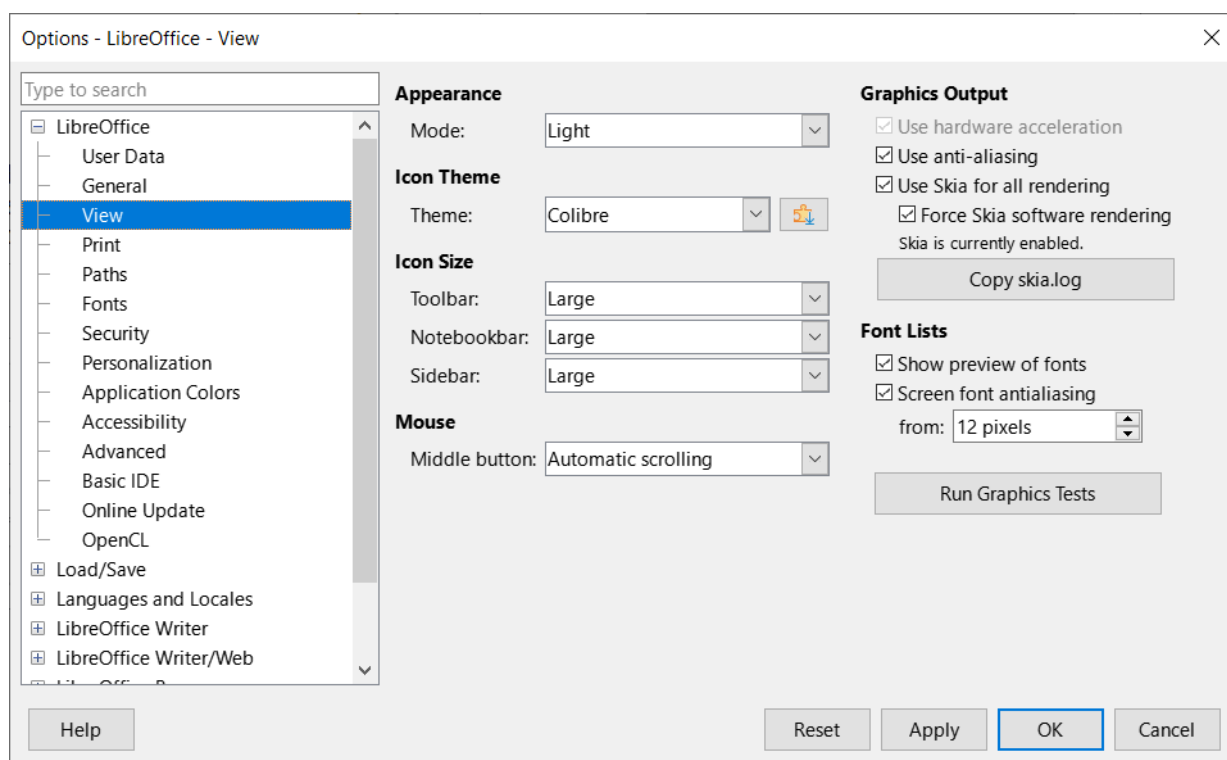 Options - LibreOffice - View
Type to search
LibreOffice
User Data
General
View
Print
Paths
Fonts
Security
Personalization
Application Colors
Accessibility
Advanced
Basic IDE
Online Update
OpenCL
Load/Save
Languages and Locales
LibreOffice Writer
LibreOffice Writer/Web
Appearance
Mode: Light
Icon Theme
Theme: Colibre
Icon Size
Toolbar: Large
Notebookbar: Large
Sidebar: Large
Mouse
Middle button: Automatic scrolling
Graphics Output
Use hardware acceleration
Use anti-aliasing
Use Skia for all rendering
Force Skia software rendering
Skia is currently enabled.
Copy skia.log
Font Lists
Show preview of fonts
Screen font antialiasing
from: 12 pixels
Run Graphics Tests
Help
Reset
Apply
OK
Cancel